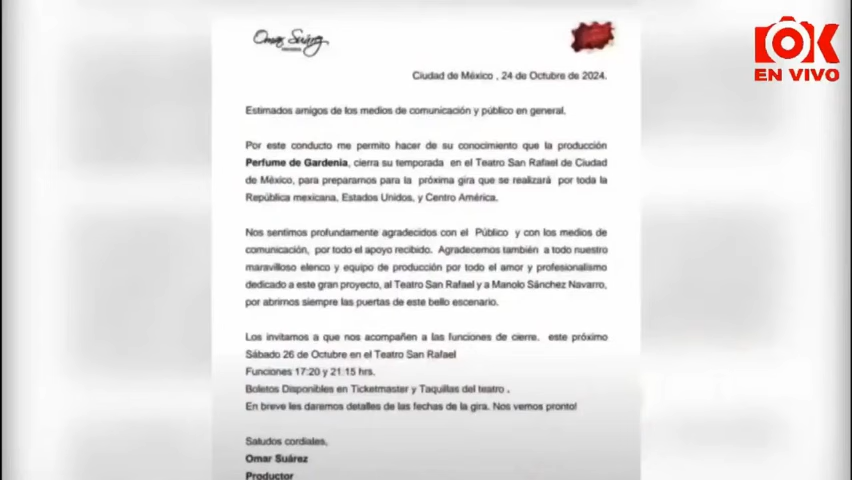 Omar Suárez
OK
EN VIVO
Ciudad de México , 24 de Octubre de 2024.
Estimados amigos de los medios de comunicación y público en general.
Por este conducto me permito hacer de su conocimiento que la producción
Perfume de Gardenia, cierra su temporada en el Teatro San Rafael de Ciudad
de México, para prepararnos para la próxima gira que se realizará por toda la
República mexicana, Estados Unidos, y Centro América.
Nos sentimos profundamente agradecidos con el Público y con los medios de
comunicación, por todo el apoyo recibido. Agradecemos también a todo nuestro
maravilloso elenco y equipo de producción por todo el amor y profesionalismo
dedicado a este gran proyecto, al Teatro San Rafael y a Manolo Sánchez Navarro,
por abrirnos siempre las puertas de este bello escenario.
Los invitamos a que nos acompañen a las funciones de cierre. este próximo
Sábado 26 de Octubre en el Teatro San Rafael
Funciones 17:20 y 21:15 hrs.
Boletos Disponibles en Ticketmaster y Taquillas del teatro .
En breve les daremos detalles de las fechas de la gira. Nos vemos pronto!
Saludos cordiales,
Omar Suárez
Productor